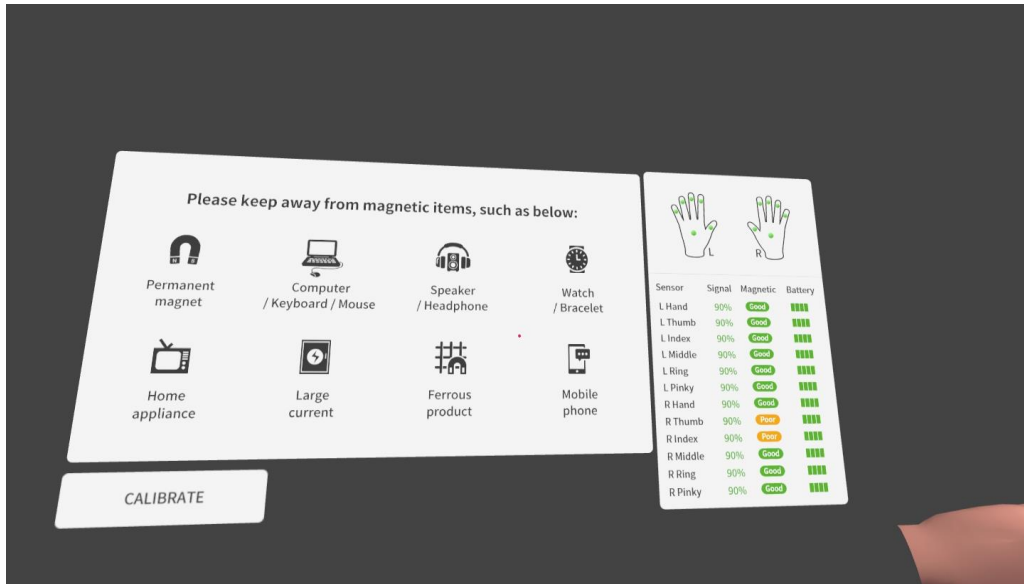 Please keep away from magnetic items, such as below:
N S
Permanent
magnet
Computer
/ Keyboard / Mouse
Speaker
/ Headphone
Watch
/ Bracelet
Home
appliance
Large
current
Ferrous
product
Mobile
phone
CALIBRATE
L R
Sensor Signal Magnetic Battery
L Hand 90% Good
L Thumb 90% Good
L Index 90% Good
L Middle 90% Good
L Ring 90% Good
L Pinky 90% Good
R Hand 90% Good
R Thumb 90% Poor
R Index 90% Poor
R Middle 90% Good
R Ring 90% Good
R Pinky 90% Good